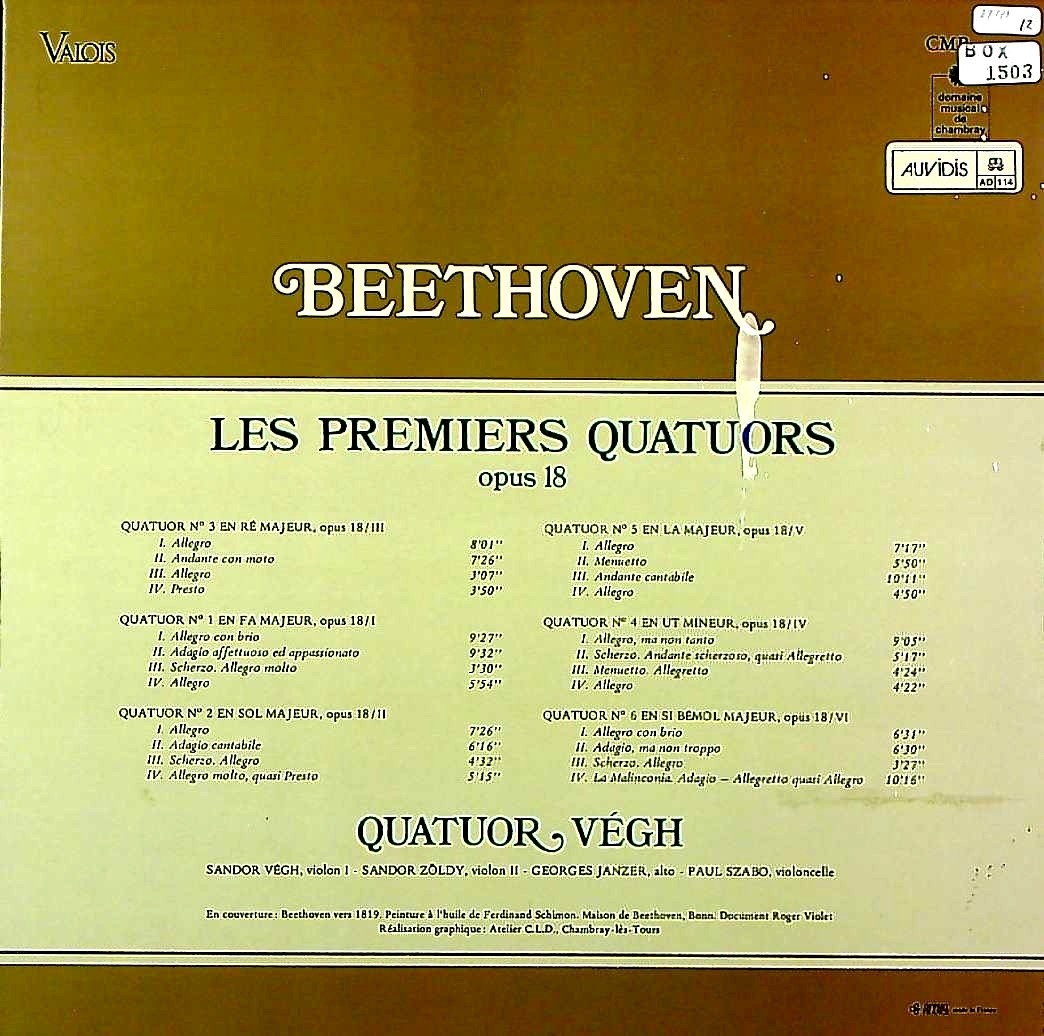 VALOIS
12
CMB
BOX
1503
domaine
musical
de
chambray
AUVIDIS
AD 114
BEETHOVEN
LES PREMIERS QUATUORS
opus 18
QUATUOR Nº 3 EN RÉ MAJEUR, opus 18/III
I. Allegro 8'01''
II. Andante con moto 7'26''
III. Allegro 3'07''
IV. Presto 3'50''
QUATUOR Nº 1 EN FA MAJEUR, opus 18/I
I. Allegro con brio 9'27''
II. Adagio affettuoso ed appassionato 9'32''
III. Scherzo. Allegro molto 3'30''
IV. Allegro 5'54''
QUATUOR Nº 2 EN SOL MAJEUR, opus 18/II
I. Allegro 7'26''
II. Adagio cantabile 6'16''
III. Scherzo. Allegro 4'32''
IV. Allegro molto, quasi Presto 5'15''
QUATUOR Nº 5 EN LA MAJEUR, opus 18/V
I. Allegro 7'17''
II. Menuetto 5'50''
III. Andante cantabile 10'11''
IV. Allegro 4'50''
QUATUOR Nº 4 EN UT MINEUR, opus 18/IV
I. Allegro, ma non tanto 9'05''
II. Scherzo. Andante scherzoso, quasi Allegretto 5'17''
III. Menuetto. Allegretto 4'24''
IV. Allegro 4'22''
QUATUOR Nº 6 EN SI BÉMOL MAJEUR, opus 18/VI
I. Allegro con brio 6'31''
II. Adagio, ma non troppo 6'30''
III. Scherzo. Allegro 3'27''
IV. La Malinconia. Adagio – Allegretto quasi Allegro 10'16''
QUATUOR VÉGH
SANDOR VÉGH, violon I - SANDOR ZÖLDY, violon II - GEORGES JANZER, alto - PAUL SZABO, violoncelle
En couverture : Beethoven vers 1819. Peinture à l'huile de Ferdinand Schimon. Maison de Beethoven, Bonn. Document Roger Violet
Réalisation graphique : Atelier C.L.D., Chambray-lès-Tours
made in France